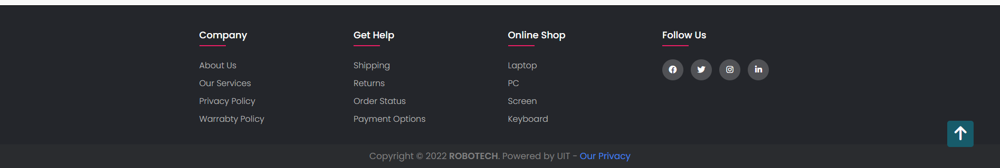 Company
About Us
Our Services
Privacy Policy
Warrabty Policy
Get Help
Shipping
Returns
Order Status
Payment Options
Online Shop
Laptop
PC
Screen
Keyboard
Follow Us
Copyright © 2022 ROBOTECH. Powered by UIT - Our Privacy